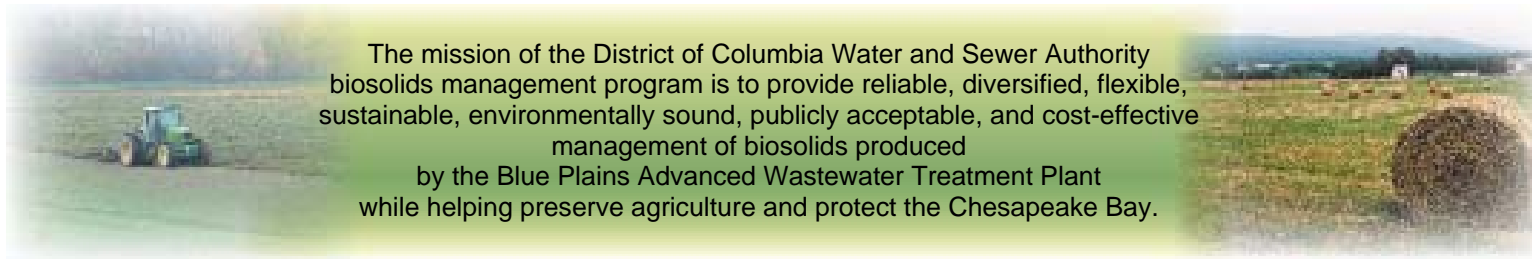 The mission of the District of Columbia Water and Sewer Authority
biosolids management program is to provide reliable, diversified, flexible,
sustainable, environmentally sound, publicly acceptable, and cost-effective
management of biosolids produced
by the Blue Plains Advanced Wastewater Treatment Plant
while helping preserve agriculture and protect the Chesapeake Bay.